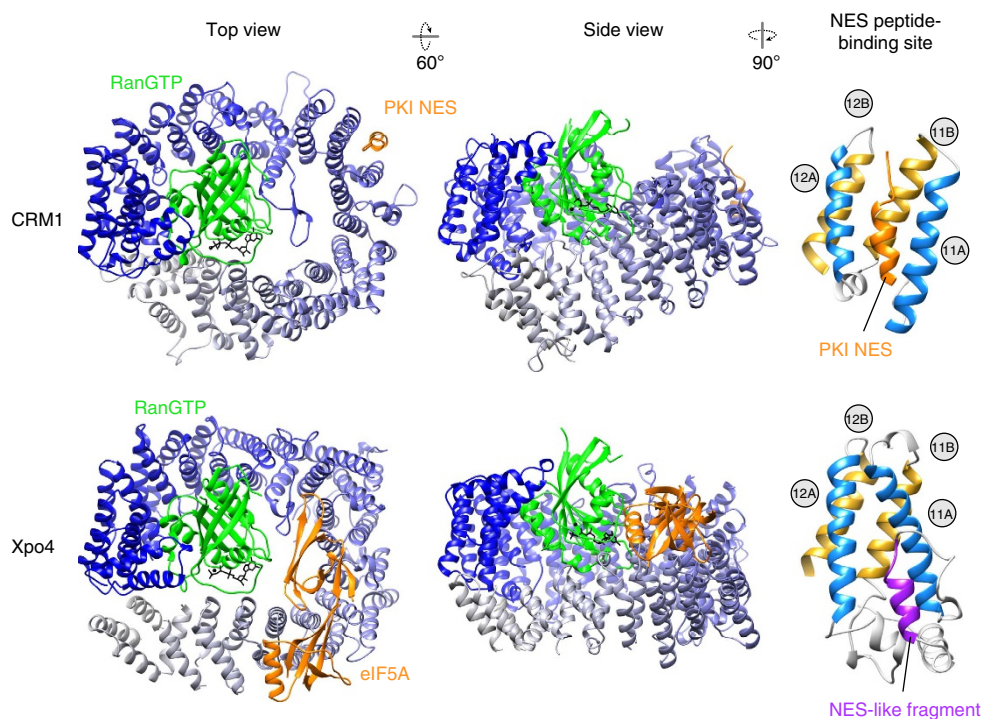 Top view
60°
Side view
90°
NES peptide-
binding site
RanGTP
PKI NES
CRM1
12B
11B
12A
11A
PKI NES
RanGTP
Xpo4
eIF5A
12B
11B
12A
11A
NES-like fragment